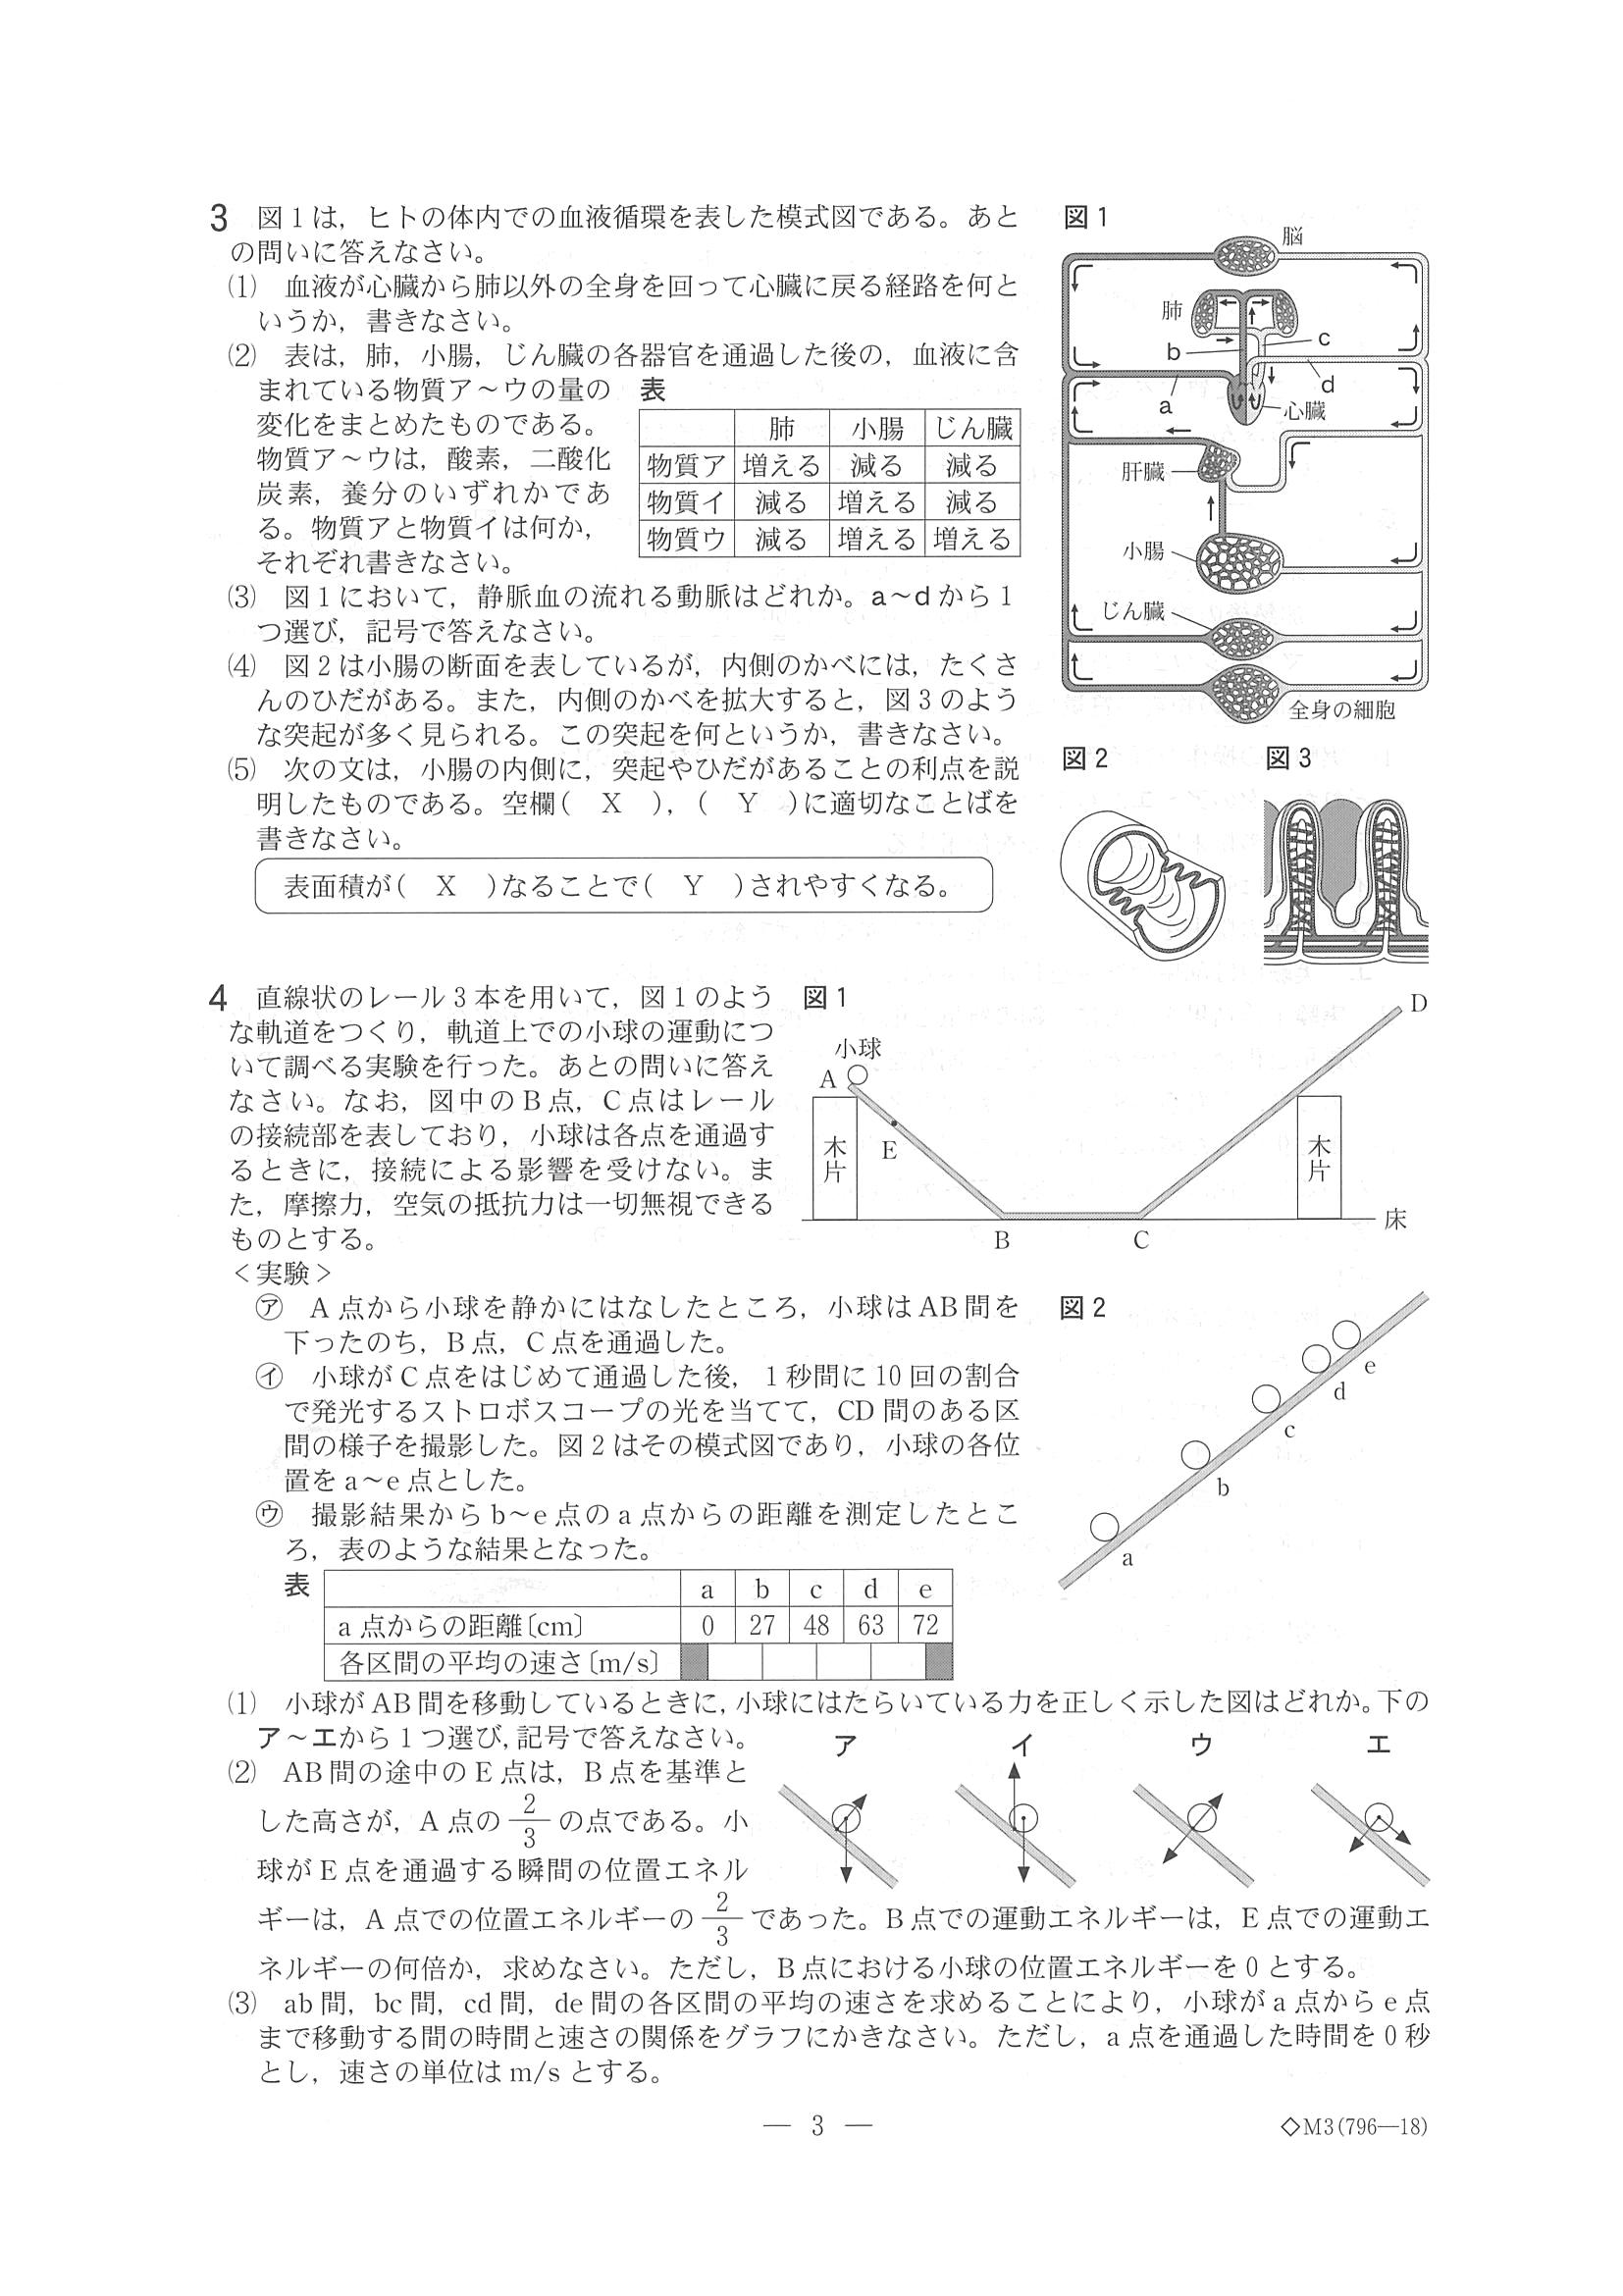 3 図1は，ヒトの体内での血液循環を表した模式図である。あと
の問いに答えなさい。
(1) 血液が心臓から肺以外の全身を回って心臓に戻る経路を何と
いうか，書きなさい。
(2) 表は，肺，小腸，じん臓の各器官を通過した後の，血液に含
まれている物質ア～ウの量の
変化をまとめたものである。
物質ア～ウは，酸素，二酸化
炭素，養分のいずれかであ
る。物質アと物質イは何か，
それぞれ書きなさい。
表
肺 小腸 じん臓
物質ア 増える 減る 減る
物質イ 減る 増える 減る
物質ウ 減る 増える 増える
(3) 図1において，静脈血の流れる動脈はどれか。a～dから1
つ選び，記号で答えなさい。
(4) 図2は小腸の断面を表しているが，内側のかべには，たくさ
んのひだがある。また，内側のかべを拡大すると，図3のよう
な突起が多く見られる。この突起を何というか，書きなさい。
(5) 次の文は，小腸の内側に，突起やひだがあることの利点を説
明したものである。空欄( X )，( Y )に適切なことばを
書きなさい。
表面積が( X )なることで( Y )されやすくなる。
図1
脳
肺
b
c
d
a
心臓
肝臓
小腸
じん臓
全身の細胞
図2
図3
4 直線状のレール3本を用いて，図1のよう
な軌道をつくり，軌道上での小球の運動につ
いて調べる実験を行った。あとの問いに答え
なさい。なお，図中のB点，C点はレール
の接続部を表しており，小球は各点を通過す
るときに，接続による影響を受けない。ま
た，摩擦力，空気の抵抗力は一切無視できる
ものとする。
図1
小球
A
D
E
木片
木片
床
B
C
＜実験＞
㋐ A点から小球を静かにはなしたところ，小球はAB間を
下ったのち，B点，C点を通過した。
㋑ 小球がC点をはじめて通過した後，1秒間に10回の割合
で発光するストロボスコープの光を当てて，CD間のある区
間の様子を撮影した。図2はその模式図であり，小球の各位
置をa～e点とした。
㋒ 撮影結果からb～e点のa点からの距離を測定したとこ
ろ，表のような結果となった。
図2
e
d
c
b
a
表
a b c d e
a点からの距離〔cm〕 0 27 48 63 72
各区間の平均の速さ〔m/s〕
(1) 小球がAB間を移動しているときに，小球にはたらいている力を正しく示した図はどれか。下の
ア～エから1つ選び，記号で答えなさい。
ア イ ウ エ
(2) AB間の途中のE点は，B点を基準と
した高さが，A点の2/3の点である。小
球がE点を通過する瞬間の位置エネル
ギーは，A点での位置エネルギーの2/3であった。B点での運動エネルギーは，E点での運動エ
ネルギーの何倍か，求めなさい。ただし，B点における小球の位置エネルギーを0とする。
(3) ab間，bc間，cd間，de間の各区間の平均の速さを求めることにより，小球がa点からe点
まで移動する間の時間と速さの関係をグラフにかきなさい。ただし，a点を通過した時間を0秒
とし，速さの単位はm/sとする。
— 3 —
◇M3(796—18)